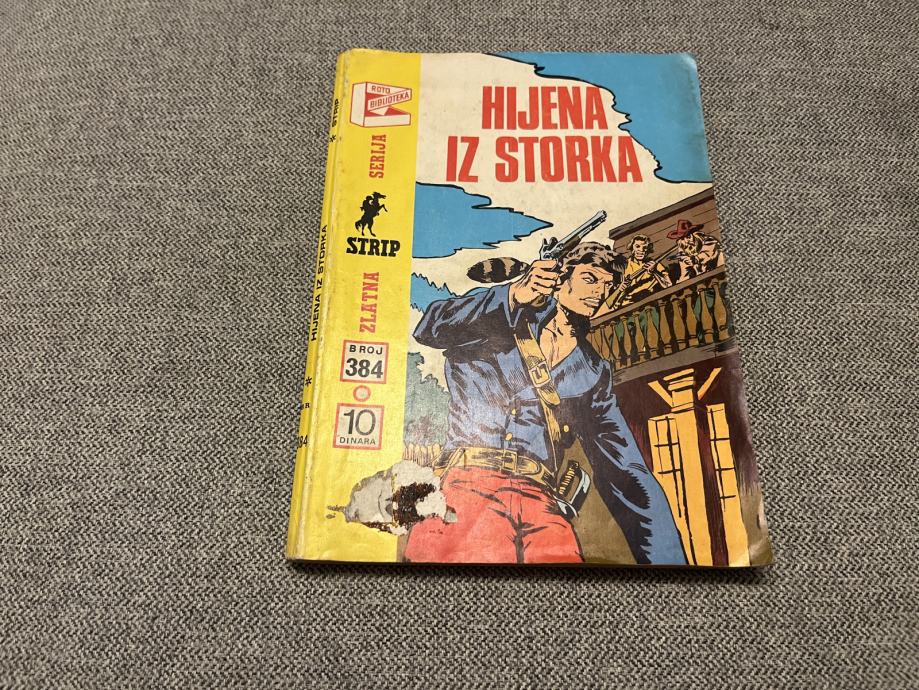 HIJENA
IZ STORKA
ROTO
BIBLIOTEKA
SERIJA
STRIP
ZLATNA
BROJ
384
10
DINARA
STRIP
*
HIJENA IZ STORKA
*